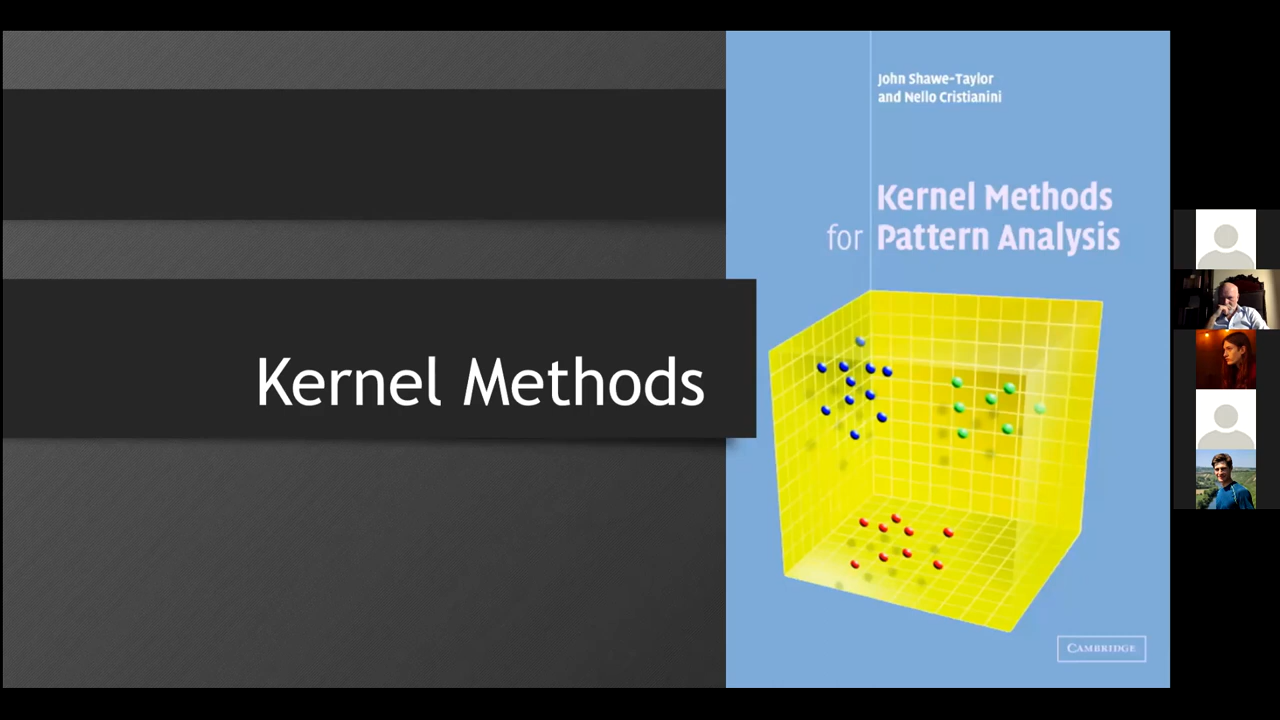 Kernel Methods
John Shawe-Taylor
and Nello Cristianini
Kernel Methods
for Pattern Analysis
CAMBRIDGE